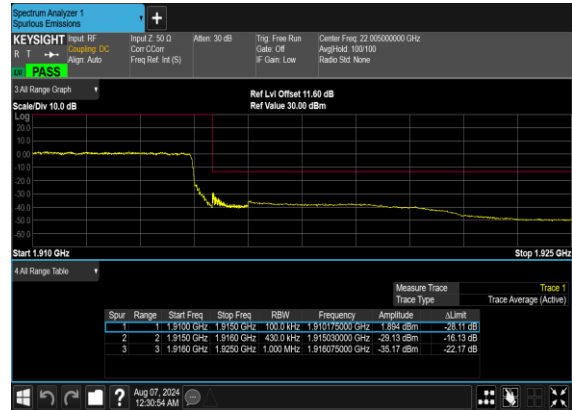 Spectrum Analyzer 1
Spurious Emissions
+
KEYSIGHT Input: RF Input Z: 50 Ω Atten: 30 dB Trig: Free Run Center Freq: 22.005000000 GHz
R T Coupling: DC Corr CCorr Gate: Off Avg|Hold: 100/100
Align: Auto Freq Ref: Int (S) IF Gain: Low Radio Std: None
LW PASS
3 All Range Graph
Ref Lvl Offset 11.60 dB
Scale/Div 10.0 dB Ref Value 30.00 dBm
Log
20.0
10.0
0.00
-10.0
-20.0
-30.0
-40.0
-50.0
-60.0
Start 1.910 GHz Stop 1.925 GHz
4 All Range Table
Measure Trace Trace 1
Trace Type Trace Average (Active)
Spur Range Start Freq Stop Freq RBW Frequency Amplitude ΔLimit
1 1 1.9100 GHz 1.9150 GHz 100.0 kHz 1.910175000 GHz 1.894 dBm -28.11 dB
2 2 1.9150 GHz 1.9160 GHz 430.0 kHz 1.915030000 GHz -29.13 dBm -16.13 dB
3 3 1.9160 GHz 1.9250 GHz 1.000 MHz 1.916075000 GHz -35.17 dBm -22.17 dB
? Aug 07, 2024
12:30:54 AM